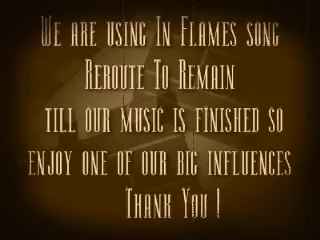 We are using In Flames song
Reroute To Remain
till our music is finished so
enjoy one of our big influences
Thank You !